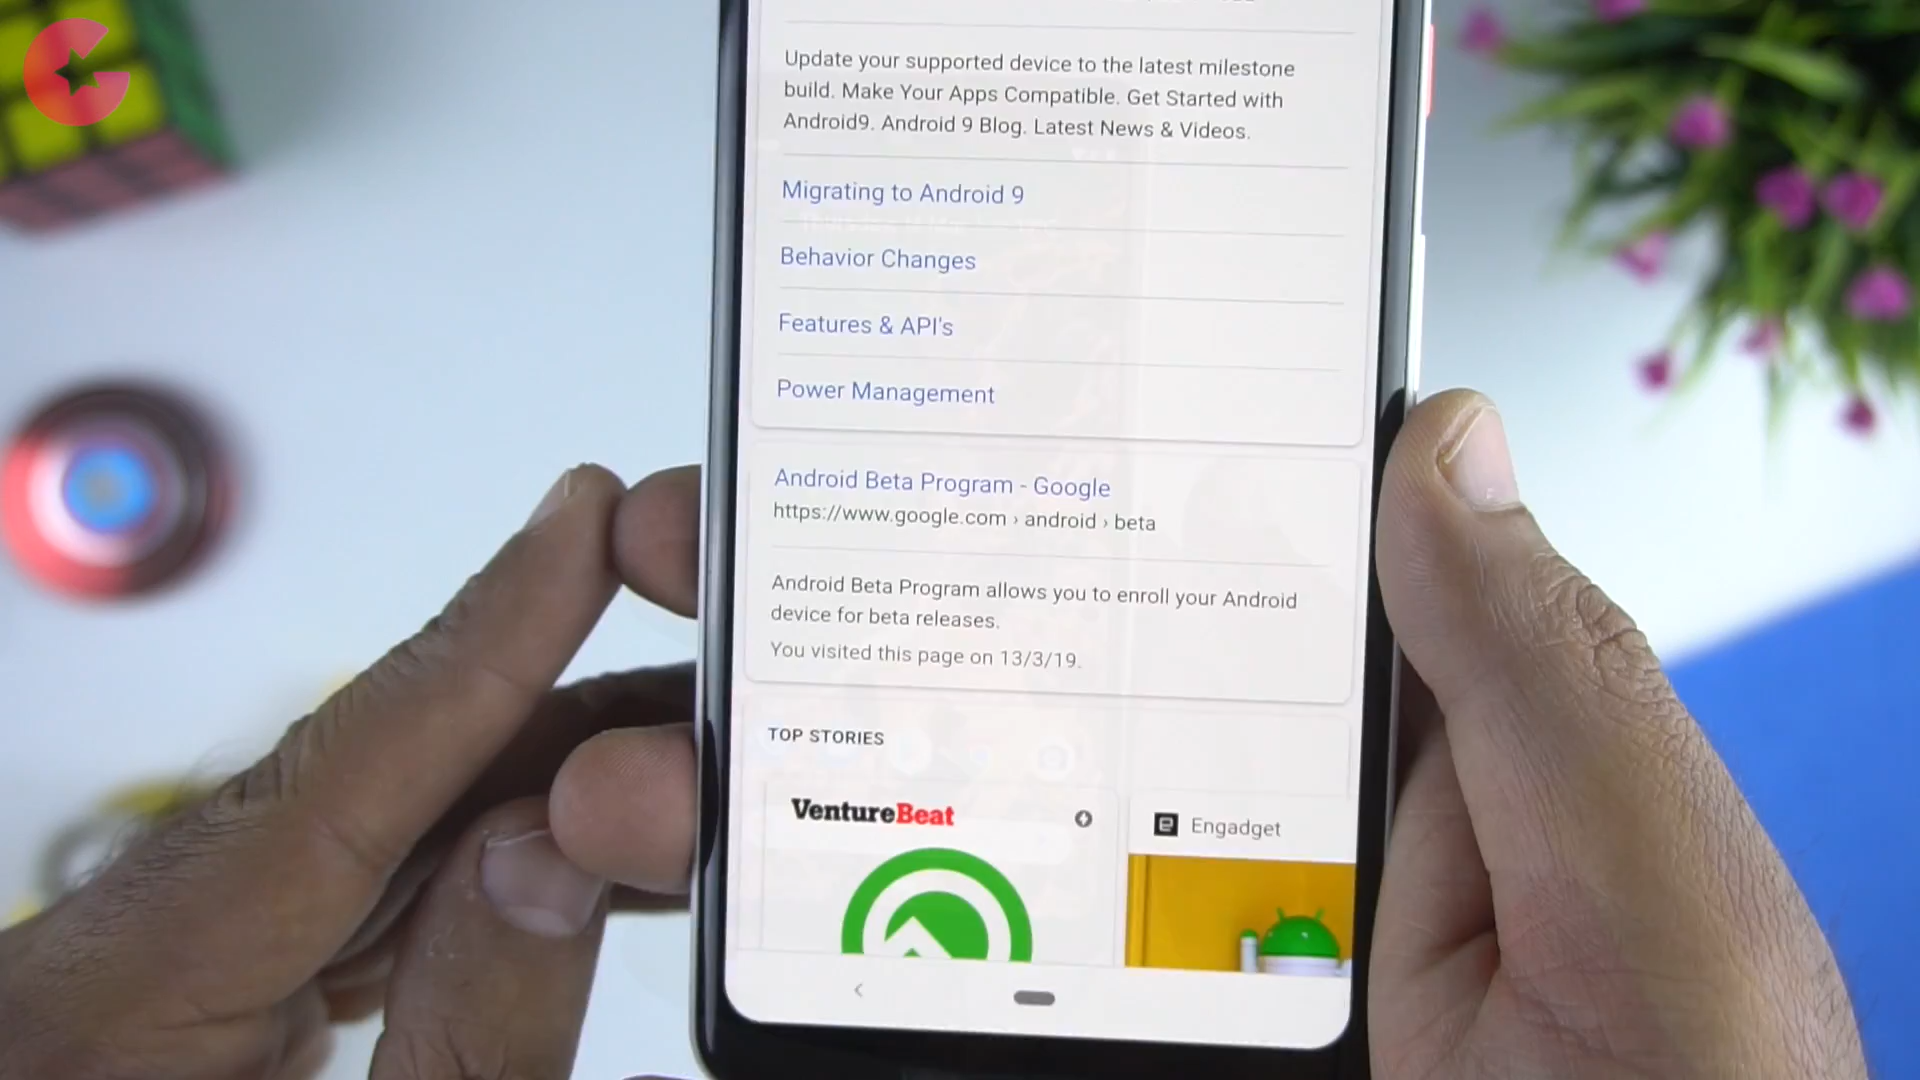 Update your supported device to the latest milestone
build. Make Your Apps Compatible. Get Started with
Android9. Android 9 Blog. Latest News & Videos.
Migrating to Android 9
Behavior Changes
Features & API's
Power Management
Android Beta Program - Google
https://www.google.com › android › beta
Android Beta Program allows you to enroll your Android
device for beta releases.
You visited this page on 13/3/19.
TOP STORIES
VentureBeat
Engadget